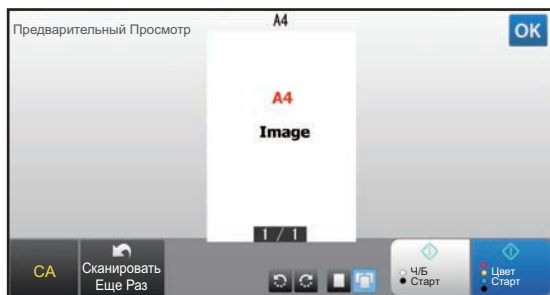 Предварительный Просмотр
A4
OK
A4
Image
1 / 1
CA
Сканировать
Еще Раз
Ч/Б
Старт
Цвет
Старт